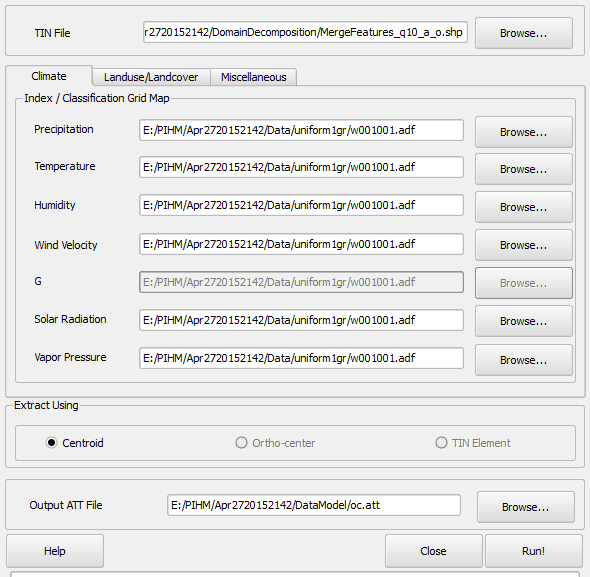 TIN File r2720152142/DomainDecomposition/MergeFeatures_q10_a_o.shp Browse...
Climate Landuse/Landcover Miscellaneous
Index / Classification Grid Map
Precipitation E:/PIHM/Apr2720152142/Data/uniform1gr/w001001.adf Browse...
Temperature E:/PIHM/Apr2720152142/Data/uniform1gr/w001001.adf Browse...
Humidity E:/PIHM/Apr2720152142/Data/uniform1gr/w001001.adf Browse...
Wind Velocity E:/PIHM/Apr2720152142/Data/uniform1gr/w001001.adf Browse...
G E:/PIHM/Apr2720152142/Data/uniform1gr/w001001.adf Browse...
Solar Radiation E:/PIHM/Apr2720152142/Data/uniform1gr/w001001.adf Browse...
Vapor Pressure E:/PIHM/Apr2720152142/Data/uniform1gr/w001001.adf Browse...
Extract Using
Centroid Ortho-center TIN Element
Output ATT File E:/PIHM/Apr2720152142/DataModel/oc.att Browse...
Help Close Run!